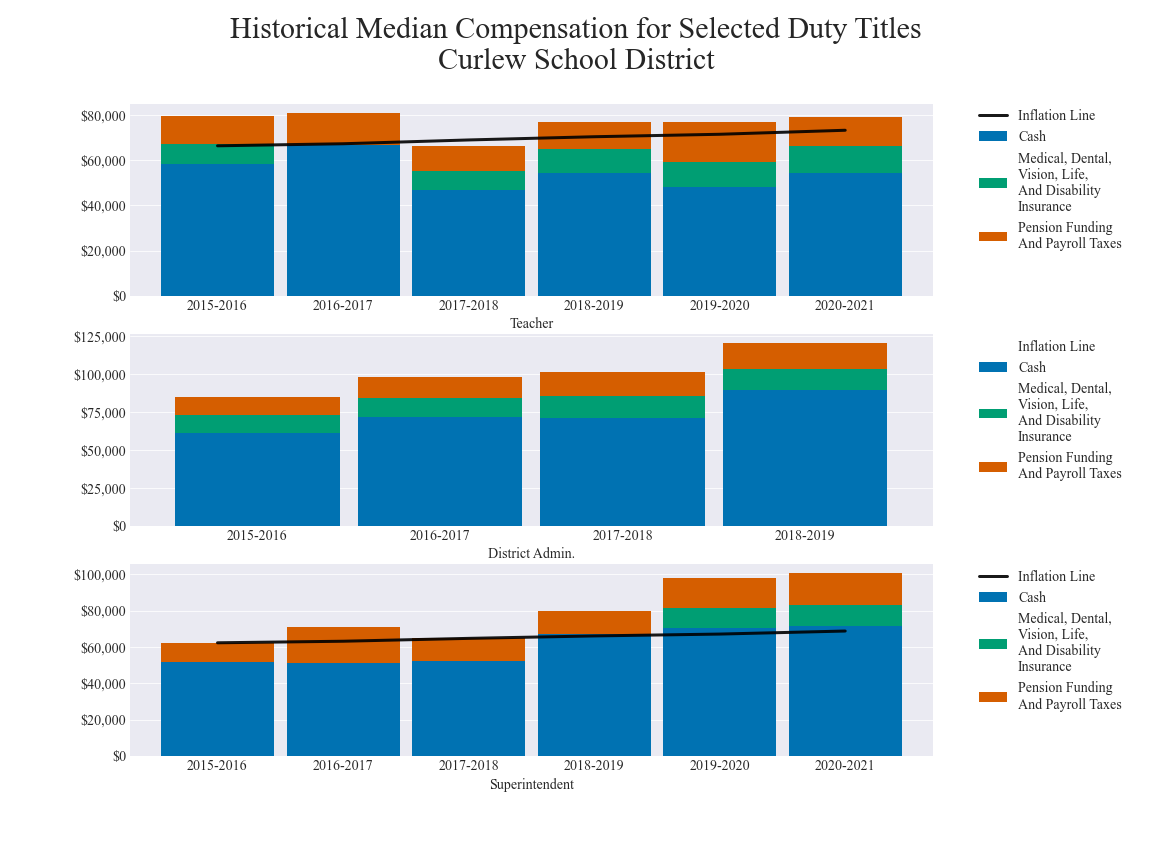 Historical Median Compensation for Selected Duty Titles
Curlew School District
$80,000
$60,000
$40,000
$20,000
$0
2015-2016 2016-2017 2017-2018 2018-2019 2019-2020 2020-2021
Teacher
Inflation Line
Cash
Medical, Dental,
Vision, Life,
And Disability
Insurance
Pension Funding
And Payroll Taxes
$125,000
$100,000
$75,000
$50,000
$25,000
$0
2015-2016 2016-2017 2017-2018 2018-2019
District Admin.
Inflation Line
Cash
Medical, Dental,
Vision, Life,
And Disability
Insurance
Pension Funding
And Payroll Taxes
$100,000
$80,000
$60,000
$40,000
$20,000
$0
2015-2016 2016-2017 2017-2018 2018-2019 2019-2020 2020-2021
Superintendent
Inflation Line
Cash
Medical, Dental,
Vision, Life,
And Disability
Insurance
Pension Funding
And Payroll Taxes